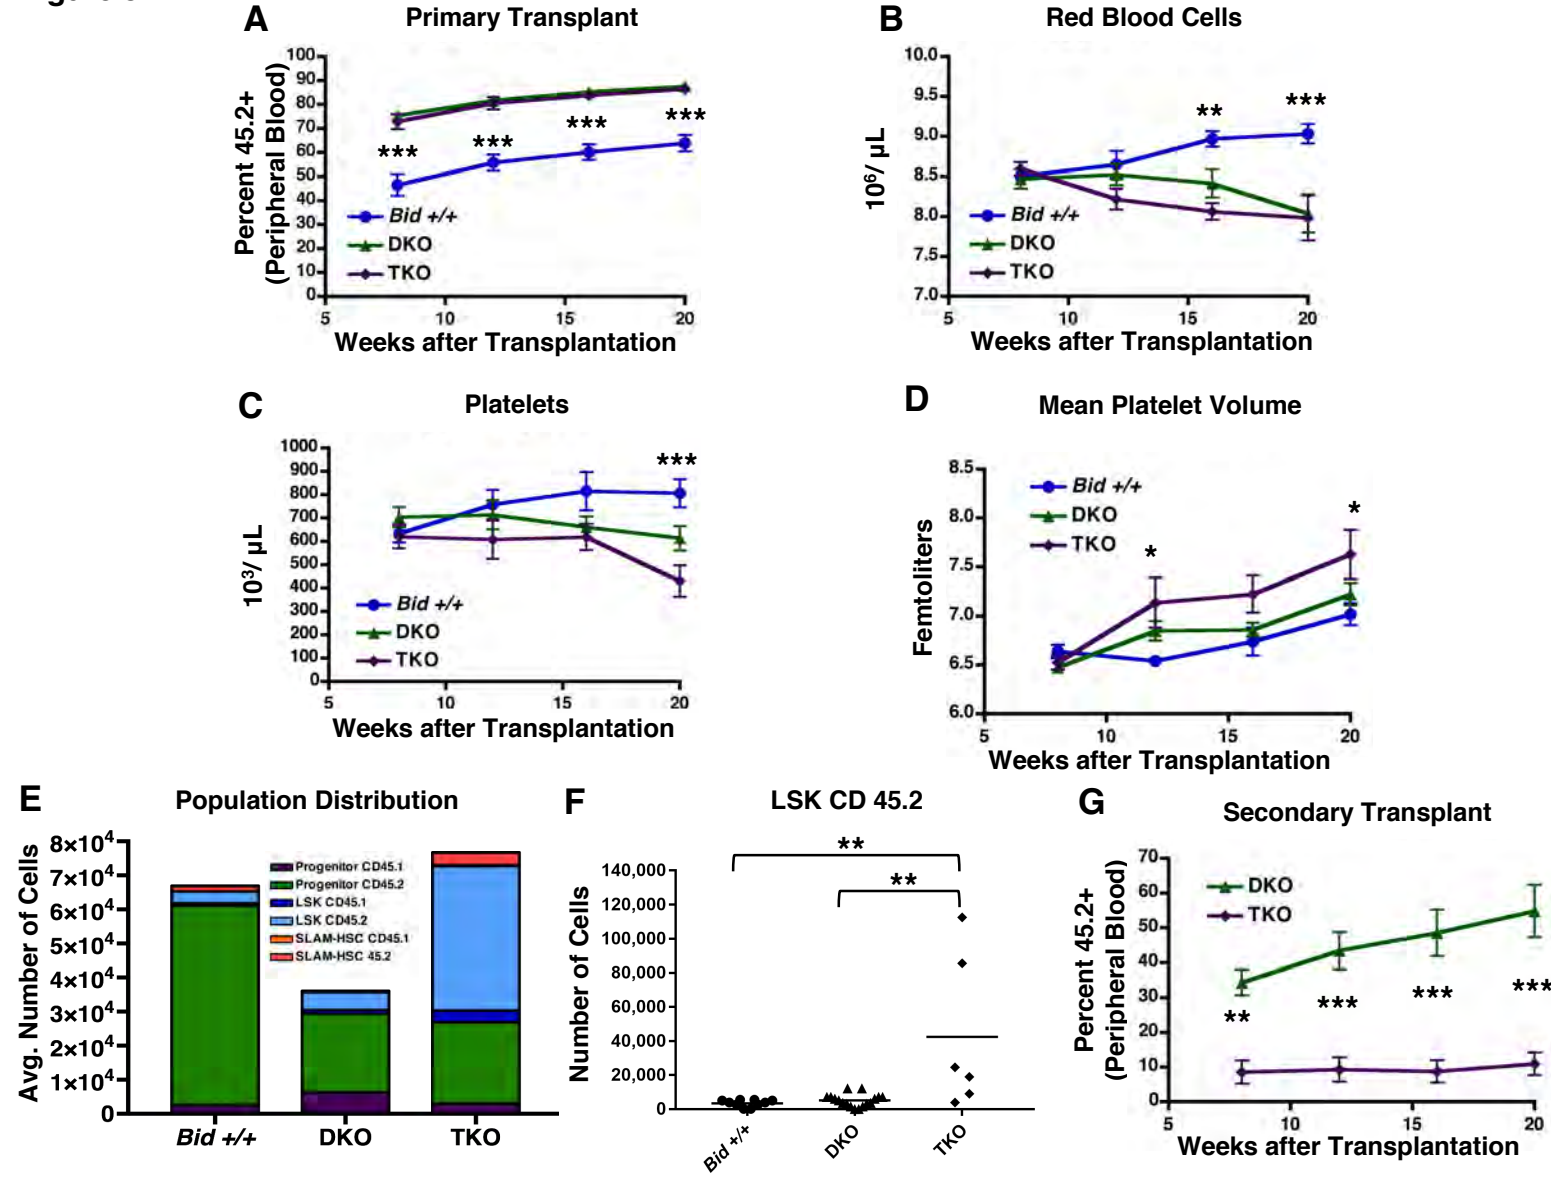 A
Primary Transplant
Percent 45.2+
(Peripheral Blood)
100
90
80
70
60
50
40
30
20
10
0
***
***
***
***
Bid +/+
DKO
TKO
5
10
15
20
Weeks after Transplantation
B
Red Blood Cells
10⁶/ µL
10.0
9.5
9.0
8.5
8.0
7.5
7.0
**
***
Bid +/+
DKO
TKO
5
10
15
20
Weeks after Transplantation
C
Platelets
10³/ µL
1000
900
800
700
600
500
400
300
200
100
0
***
Bid +/+
DKO
TKO
5
10
15
20
Weeks after Transplantation
D
Mean Platelet Volume
Femtoliters
8.5
8.0
7.5
7.0
6.5
6.0
*
*
Bid +/+
DKO
TKO
5
10
15
20
Weeks after Transplantation
E
Population Distribution
Avg. Number of Cells
8×10⁴
7×10⁴
6×10⁴
5×10⁴
4×10⁴
3×10⁴
2×10⁴
1×10⁴
0
Progenitor CD45.1
Progenitor CD45.2
LSK CD45.1
LSK CD45.2
SLAM-HSC CD45.1
SLAM-HSC 45.2
Bid +/+
DKO
TKO
F
LSK CD 45.2
Number of Cells
140,000
120,000
100,000
80,000
60,000
40,000
20,000
0
**
**
Bid +/+
DKO
TKO
G
Secondary Transplant
Percent 45.2+
(Peripheral Blood)
70
60
50
40
30
20
10
0
DKO
TKO
**
***
***
***
5
10
15
20
Weeks after Transplantation